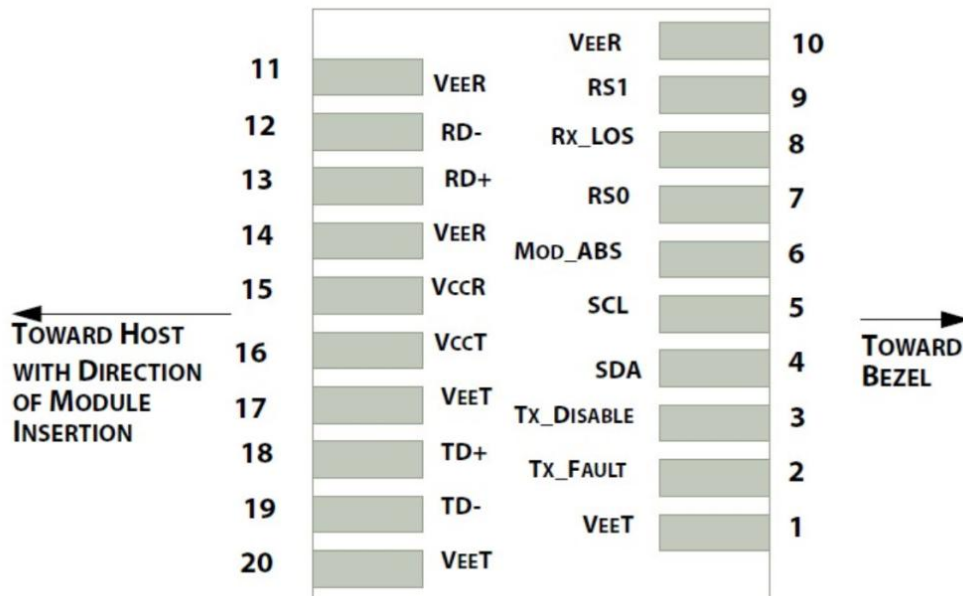 VEER 10
11 VEER
RS1 9
12 RD-
RX_LOS 8
13 RD+
RS0 7
14 VEER
MOD_ABS 6
15 VCCR
SCL 5
TOWARD HOST
WITH DIRECTION
OF MODULE
INSERTION
16 VCCT
SDA 4
TOWARD
BEZEL
17 VEET
TX_DISABLE 3
18 TD+
TX_FAULT 2
19 TD-
VEET 1
20 VEET